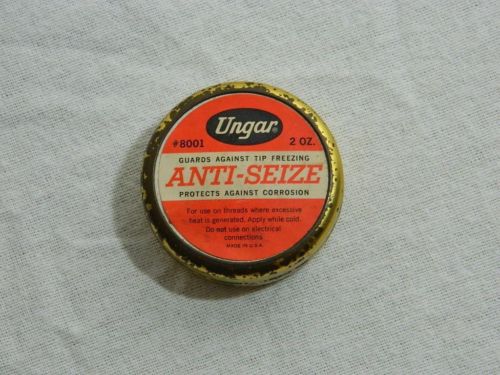 Ungar®
#8001 2 OZ.
GUARDS AGAINST TIP FREEZING
ANTI-SEIZE
PROTECTS AGAINST CORROSION
For use on threads where excessive
heat is generated. Apply while cold.
Do not use on electrical
connections.
MADE IN U.S.A.